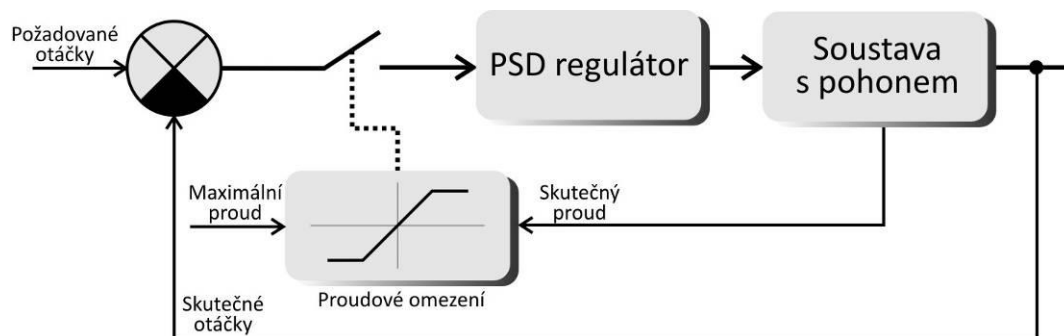 Požadované
otáčky
PSD regulátor
Soustava
s pohonem
Maximální
proud
Skutečný
proud
Proudové omezení
Skutečné
otáčky